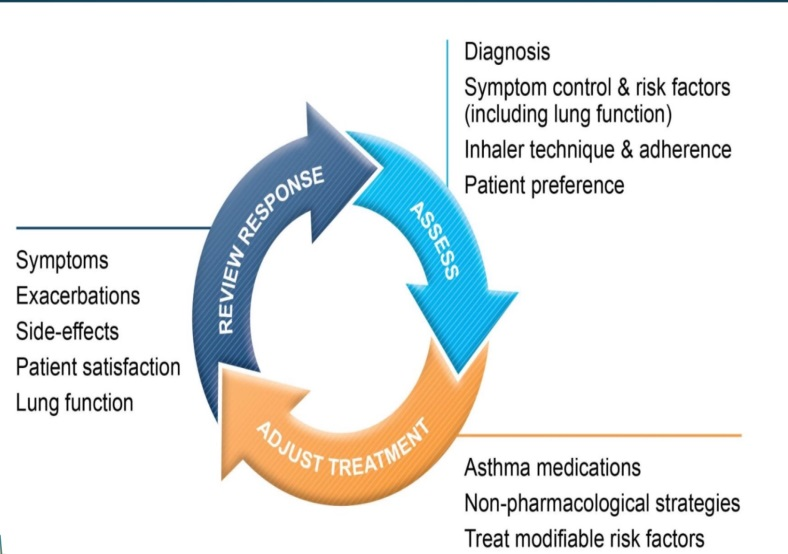 Diagnosis
Symptom control & risk factors
(including lung function)
Inhaler technique & adherence
Patient preference
REVIEW RESPONSE
ASSESS
Symptoms
Exacerbations
Side-effects
Patient satisfaction
Lung function
ADJUST TREATMENT
Asthma medications
Non-pharmacological strategies
Treat modifiable risk factors